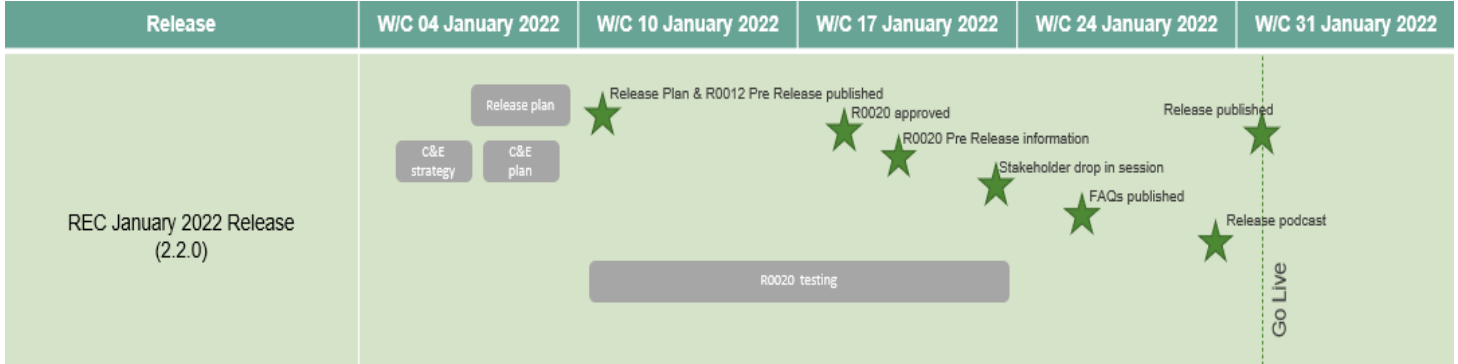 Release
W/C 04 January 2022
W/C 10 January 2022
W/C 17 January 2022
W/C 24 January 2022
W/C 31 January 2022
REC January 2022 Release
(2.2.0)
Release plan
C&E
strategy
C&E
plan
Release Plan & R0012 Pre Release published
R0020 approved
R0020 Pre Release information
Stakeholder drop in session
FAQs published
Release podcast
Release published
R0020 testing
Go Live